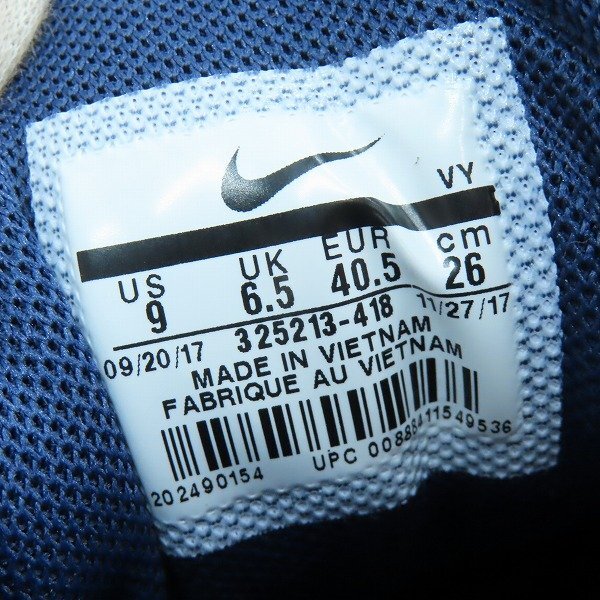 VY
US UK EUR cm
9 6.5 40.5 26
09/20/17 325213-418 11/27/17
MADE IN VIETNAM
FABRIQUE AU VIETNAM
202490154 UPC 00888411549536